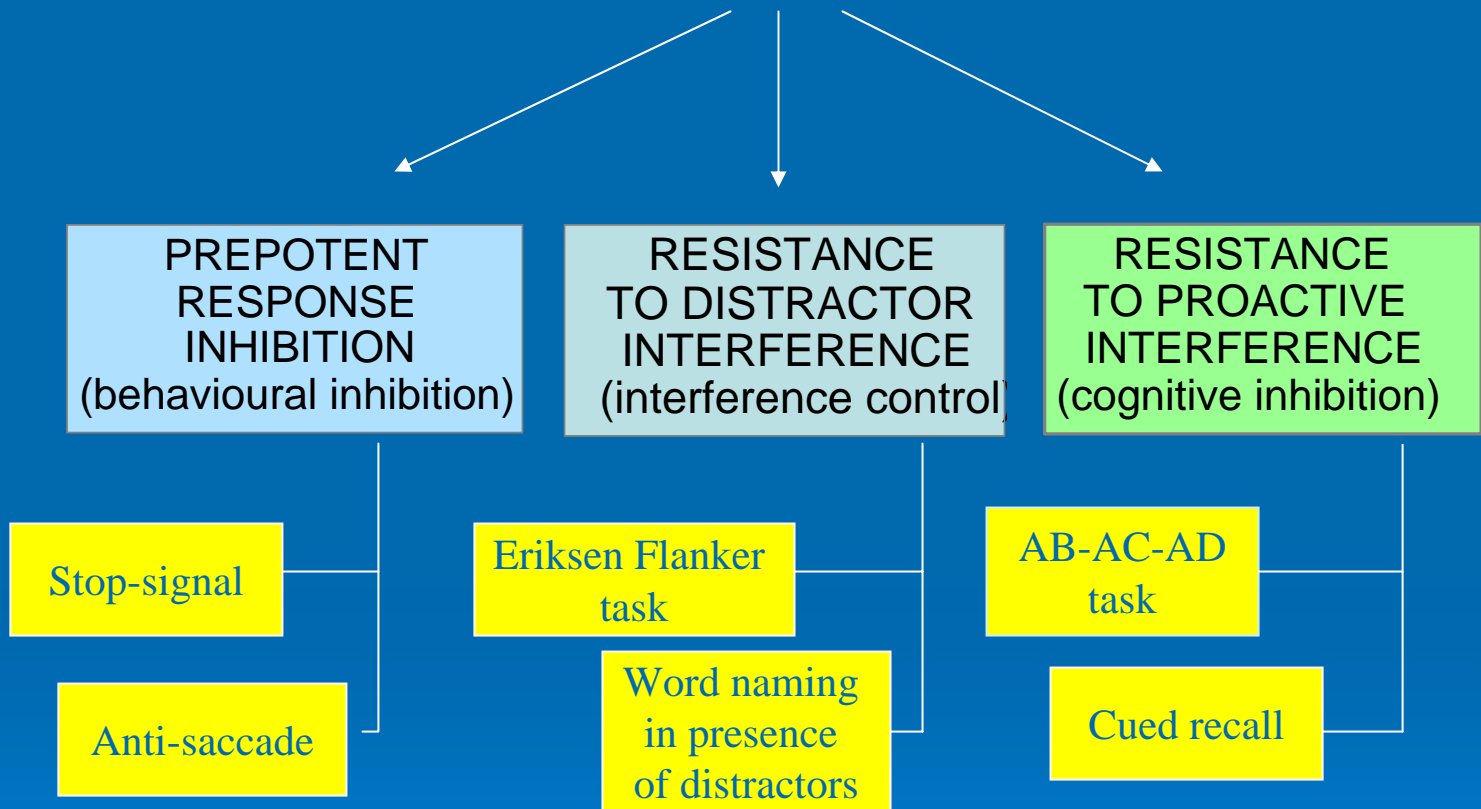 PREPOTENT
RESPONSE
INHIBITION
(behavioural inhibition)
RESISTANCE
TO DISTRACTOR
INTERFERENCE
(interference control)
RESISTANCE
TO PROACTIVE
INTERFERENCE
(cognitive inhibition)
Stop-signal
Anti-saccade
Eriksen Flanker
task
Word naming
in presence
of distractors
AB-AC-AD
task
Cued recall